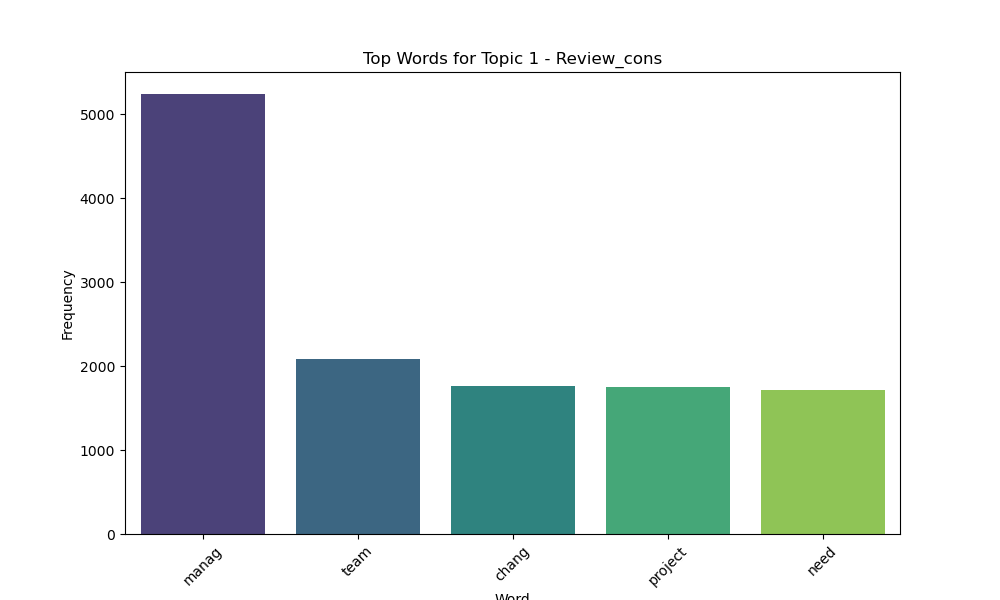 Top Words for Topic 1 - Review_cons
5000
4000
3000
2000
1000
0
Frequency
manag
team
chang
project
need
Word